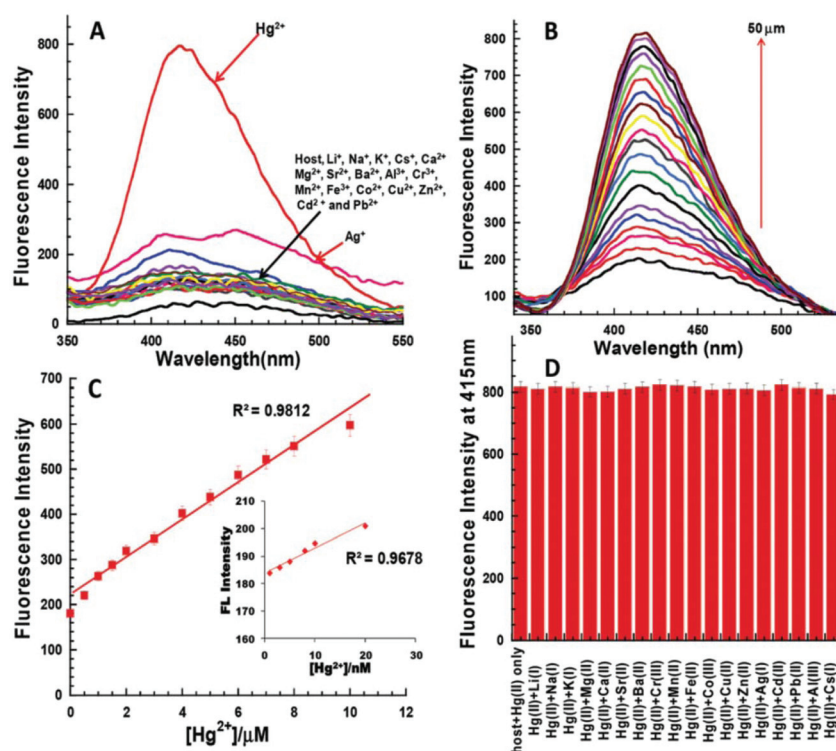 A
Hg²⁺
Host, Li⁺, Na⁺, K⁺, Cs⁺, Ca²⁺
Mg²⁺, Sr²⁺, Ba²⁺, Al³⁺, Cr³⁺
Mn²⁺, Fe³⁺, Co²⁺, Cu²⁺, Zn²⁺,
Cd²⁺ and Pb²⁺
Ag⁺
Fluorescence Intensity
800
600
400
200
0
350 400 450 500 550
Wavelength(nm)
B
50 μm
Fluorescence Intensity
800
700
600
500
400
300
200
100
350 400 450 500
Wavelength (nm)
C
R² = 0.9812
Fluorescence Intensity
700
600
500
400
300
200
100
0
0 2 4 6 8 10 12
[Hg²⁺]/μM
FL Intensity
210
200
190
180
170
160
R² = 0.9678
0 10 20 30
[Hg²⁺]/nM
D
Fluorescence Intensity at 415nm
800
600
400
800
200
0
host+Hg(II) only
Hg(II)+Li(I)
Hg(II)+Na(I)
Hg(II)+K(I)
Hg(II)+Mg(II)
Hg(II)+Ca(II)
Hg(II)+Sr(II)
Hg(II)+Ba(II)
Hg(II)+Cr(III)
Hg(II)+Mn(II)
Hg(II)+Fe(II)
Hg(II)+Co(III)
Hg(II)+Cu(II)
Hg(II)+Zn(II)
Hg(II)+Ag(I)
Hg(II)+Cd(II)
Hg(II)+Pb(II)
Hg(II)+Al(III)
Hg(II)+Cs(I)